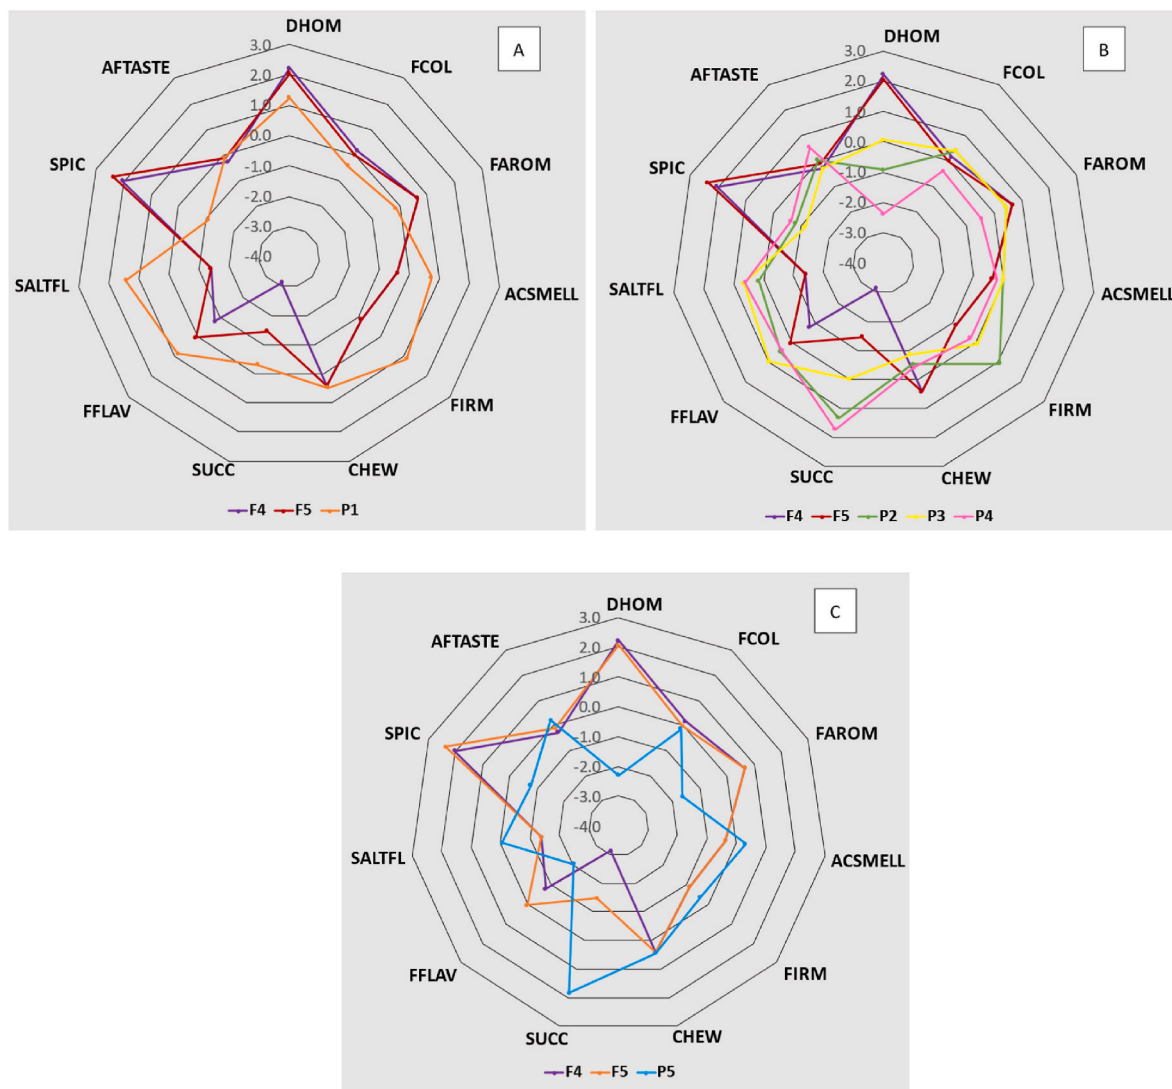 A
DHOM
FCOL
FAROM
ACSMELL
FIRM
CHEW
SUCC
FFLAV
SALTFL
SPIC
AFTASTE
3.0
2.0
1.0
0.0
-1.0
-2.0
-3.0
-4.0
F4 F5 P1
B
DHOM
FCOL
FAROM
ACSMELL
FIRM
CHEW
SUCC
FFLAV
SALTFL
SPIC
AFTASTE
3.0
2.0
1.0
0.0
-1.0
-2.0
-3.0
-4.0
F4 F5 P2 P3 P4
C
DHOM
FCOL
FAROM
ACSMELL
FIRM
CHEW
SUCC
FFLAV
SALTFL
SPIC
AFTASTE
3.0
2.0
1.0
0.0
-1.0
-2.0
-3.0
-4.0
F4 F5 P5